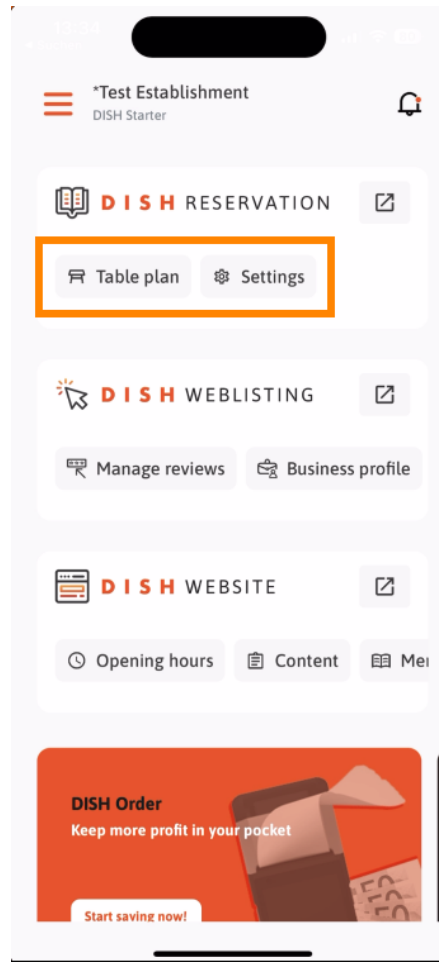 *Test Establishment
DISH Starter
DISH RESERVATION
Table plan Settings
DISH WEBLISTING
Manage reviews Business profile
DISH WEBSITE
Opening hours Content
DISH Order
Keep more profit in your pocket
Start saving now!